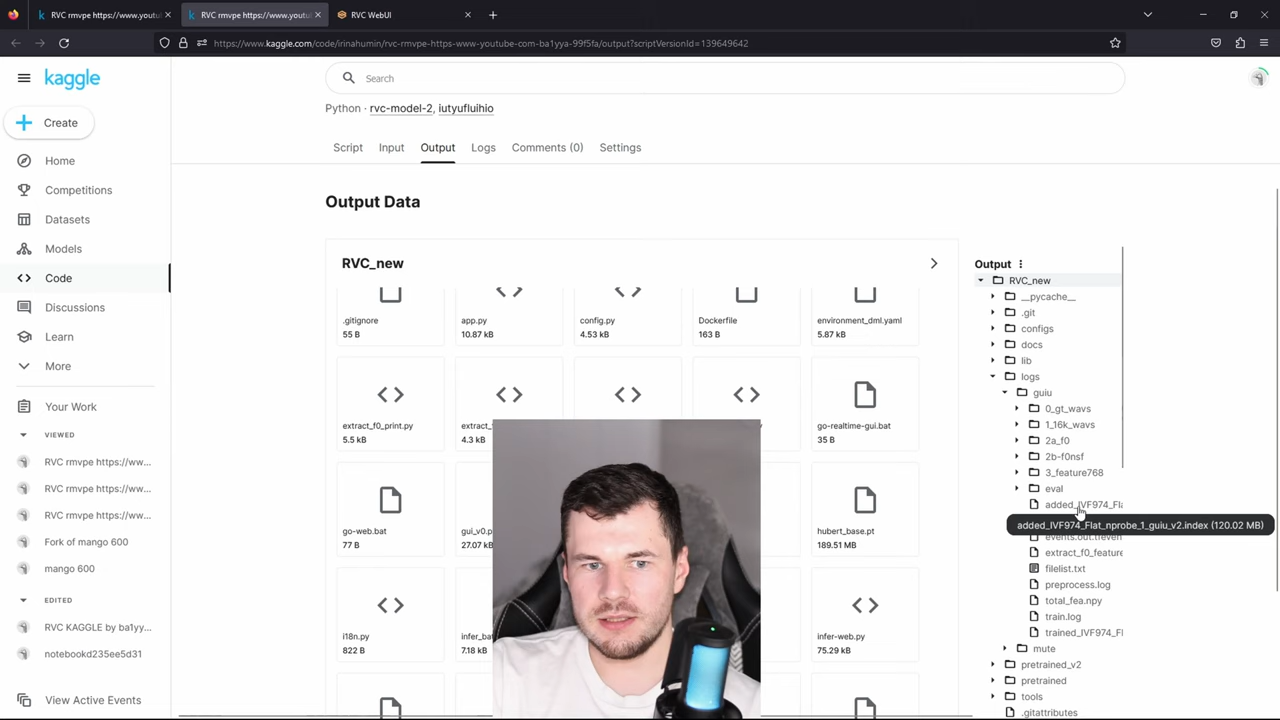 RVC rmvpe https://www.youtu
RVC rmvpe https://www.youtu
RVC WebUI
https://www.kaggle.com/code/irinahumin/rvc-rmvpe-https-www-youtube-com-ba1yya-99f5fa/output?scriptVersionId=139649642
kaggle
Search
Create
Home
Competitions
Datasets
Models
Code
Discussions
Learn
More
Your Work
VIEWED
RVC rmvpe https://ww...
RVC rmvpe https://ww...
RVC rmvpe https://ww...
Fork of mango 600
mango 600
EDITED
RVC KAGGLE by ba1yy...
notebookd235ee5d31
View Active Events
Python · rvc-model-2, iutyufluihio
Script Input Output Logs Comments (0) Settings
Output Data
RVC_new
.gitignore app.py config.py Dockerfile environment_dml.yaml
55 B 10.87 kB 4.53 kB 163 B 5.87 kB
extract_f0_print.py extract_ go-realtime-gui.bat
5.5 kB 4.3 kB 35 B
go-web.bat gui_v0.p hubert_base.pt
77 B 27.07 kB 189.51 MB
i18n.py infer_bat infer-web.py
822 B 7.18 kB 75.29 kB
Output
RVC_new
__pycache__
.git
configs
docs
lib
logs
guiu
0_gt_wavs
1_16k_wavs
2a_f0
2b-f0nsf
3_feature768
eval
added_IVF974_Fla
added_IVF974_Flat_nprobe_1_guiu_v2.index (120.02 MB)
events.out.tfeven
extract_f0_feature
filelist.txt
preprocess.log
total_fea.npy
train.log
trained_IVF974_Fl
mute
pretrained_v2
pretrained
tools
.gitattributes